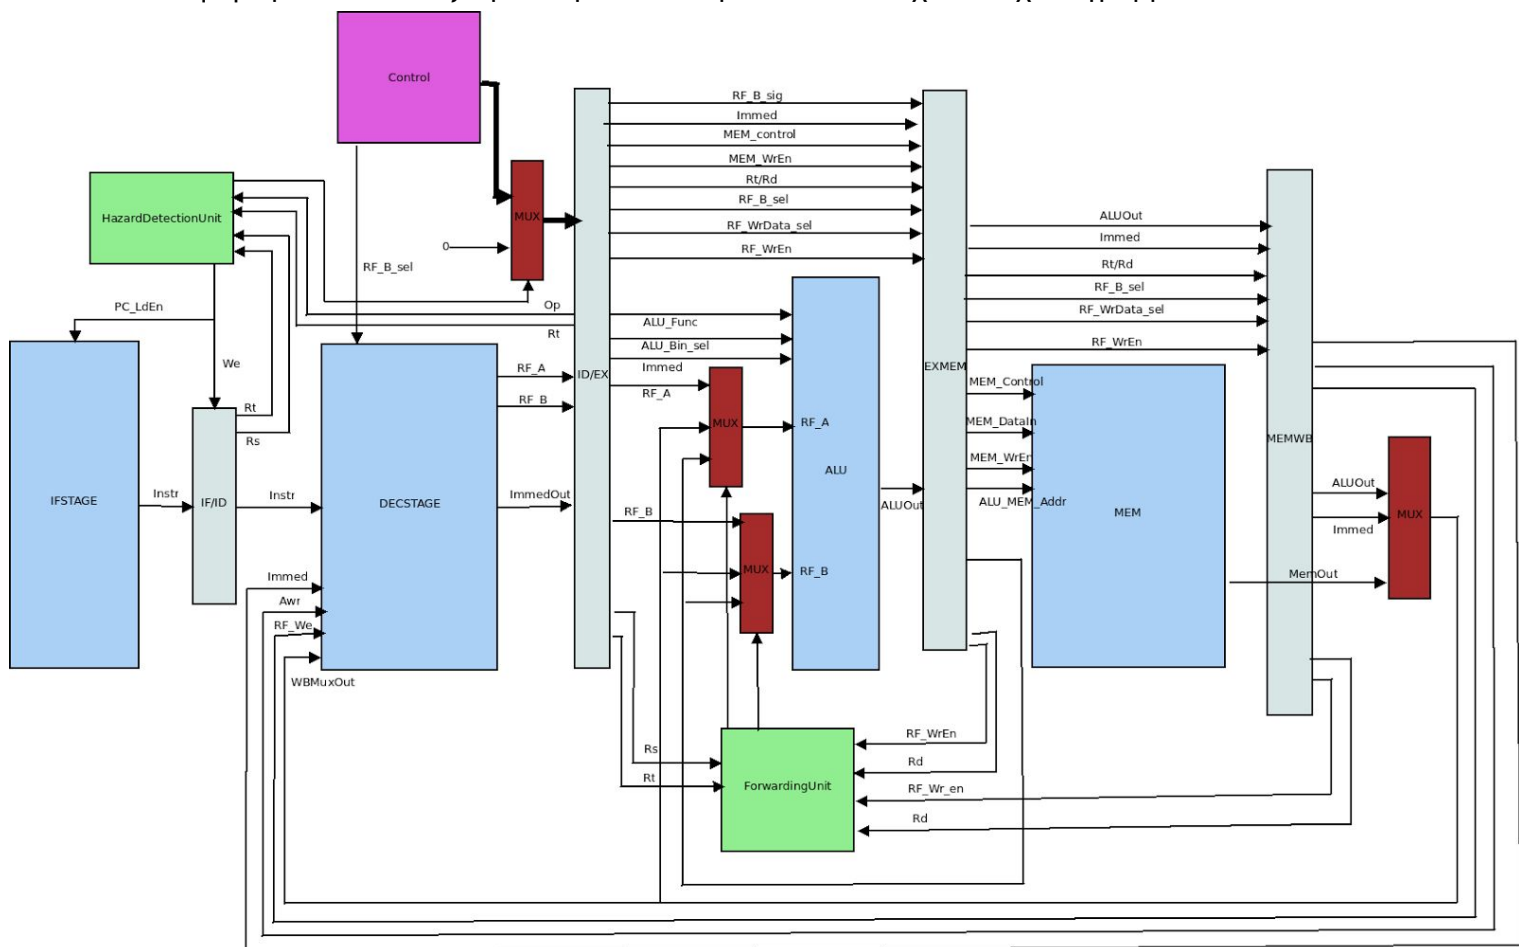 Control
RF_B_sig
Immed
MEM_control
MEM_WrEn
Rt/Rd
RF_B_sel
RF_WrData_sel
RF_WrEn
HazardDetectionUnit
MUX
0
RF_B_sel
PC_LdEn
We
Op
Rt
ALU_Func
ALU_Bin_sel
Immed
RF_A
ALUOut
Immed
Rt/Rd
RF_B_sel
RF_WrData_sel
RF_WrEn
RF_A
RF_B
ID/EX
EXMEM
MEM_Control
MEM_DataIn
MEM_WrEn
ALU_MEM_Addr
Rt
Rs
MUX
RF_A
ALU
MEMWB
IFSTAGE
Instr
IF/ID
Instr
DECSTAGE
ImmedOut
RF_B
ALUOut
MEM
ALUOut
MUX
Immed
MUX
RF_B
MemOut
Immed
Awr
RF_We
WBMuxOut
Rs
Rt
ForwardingUnit
RF_WrEn
Rd
RF_Wr_en
Rd